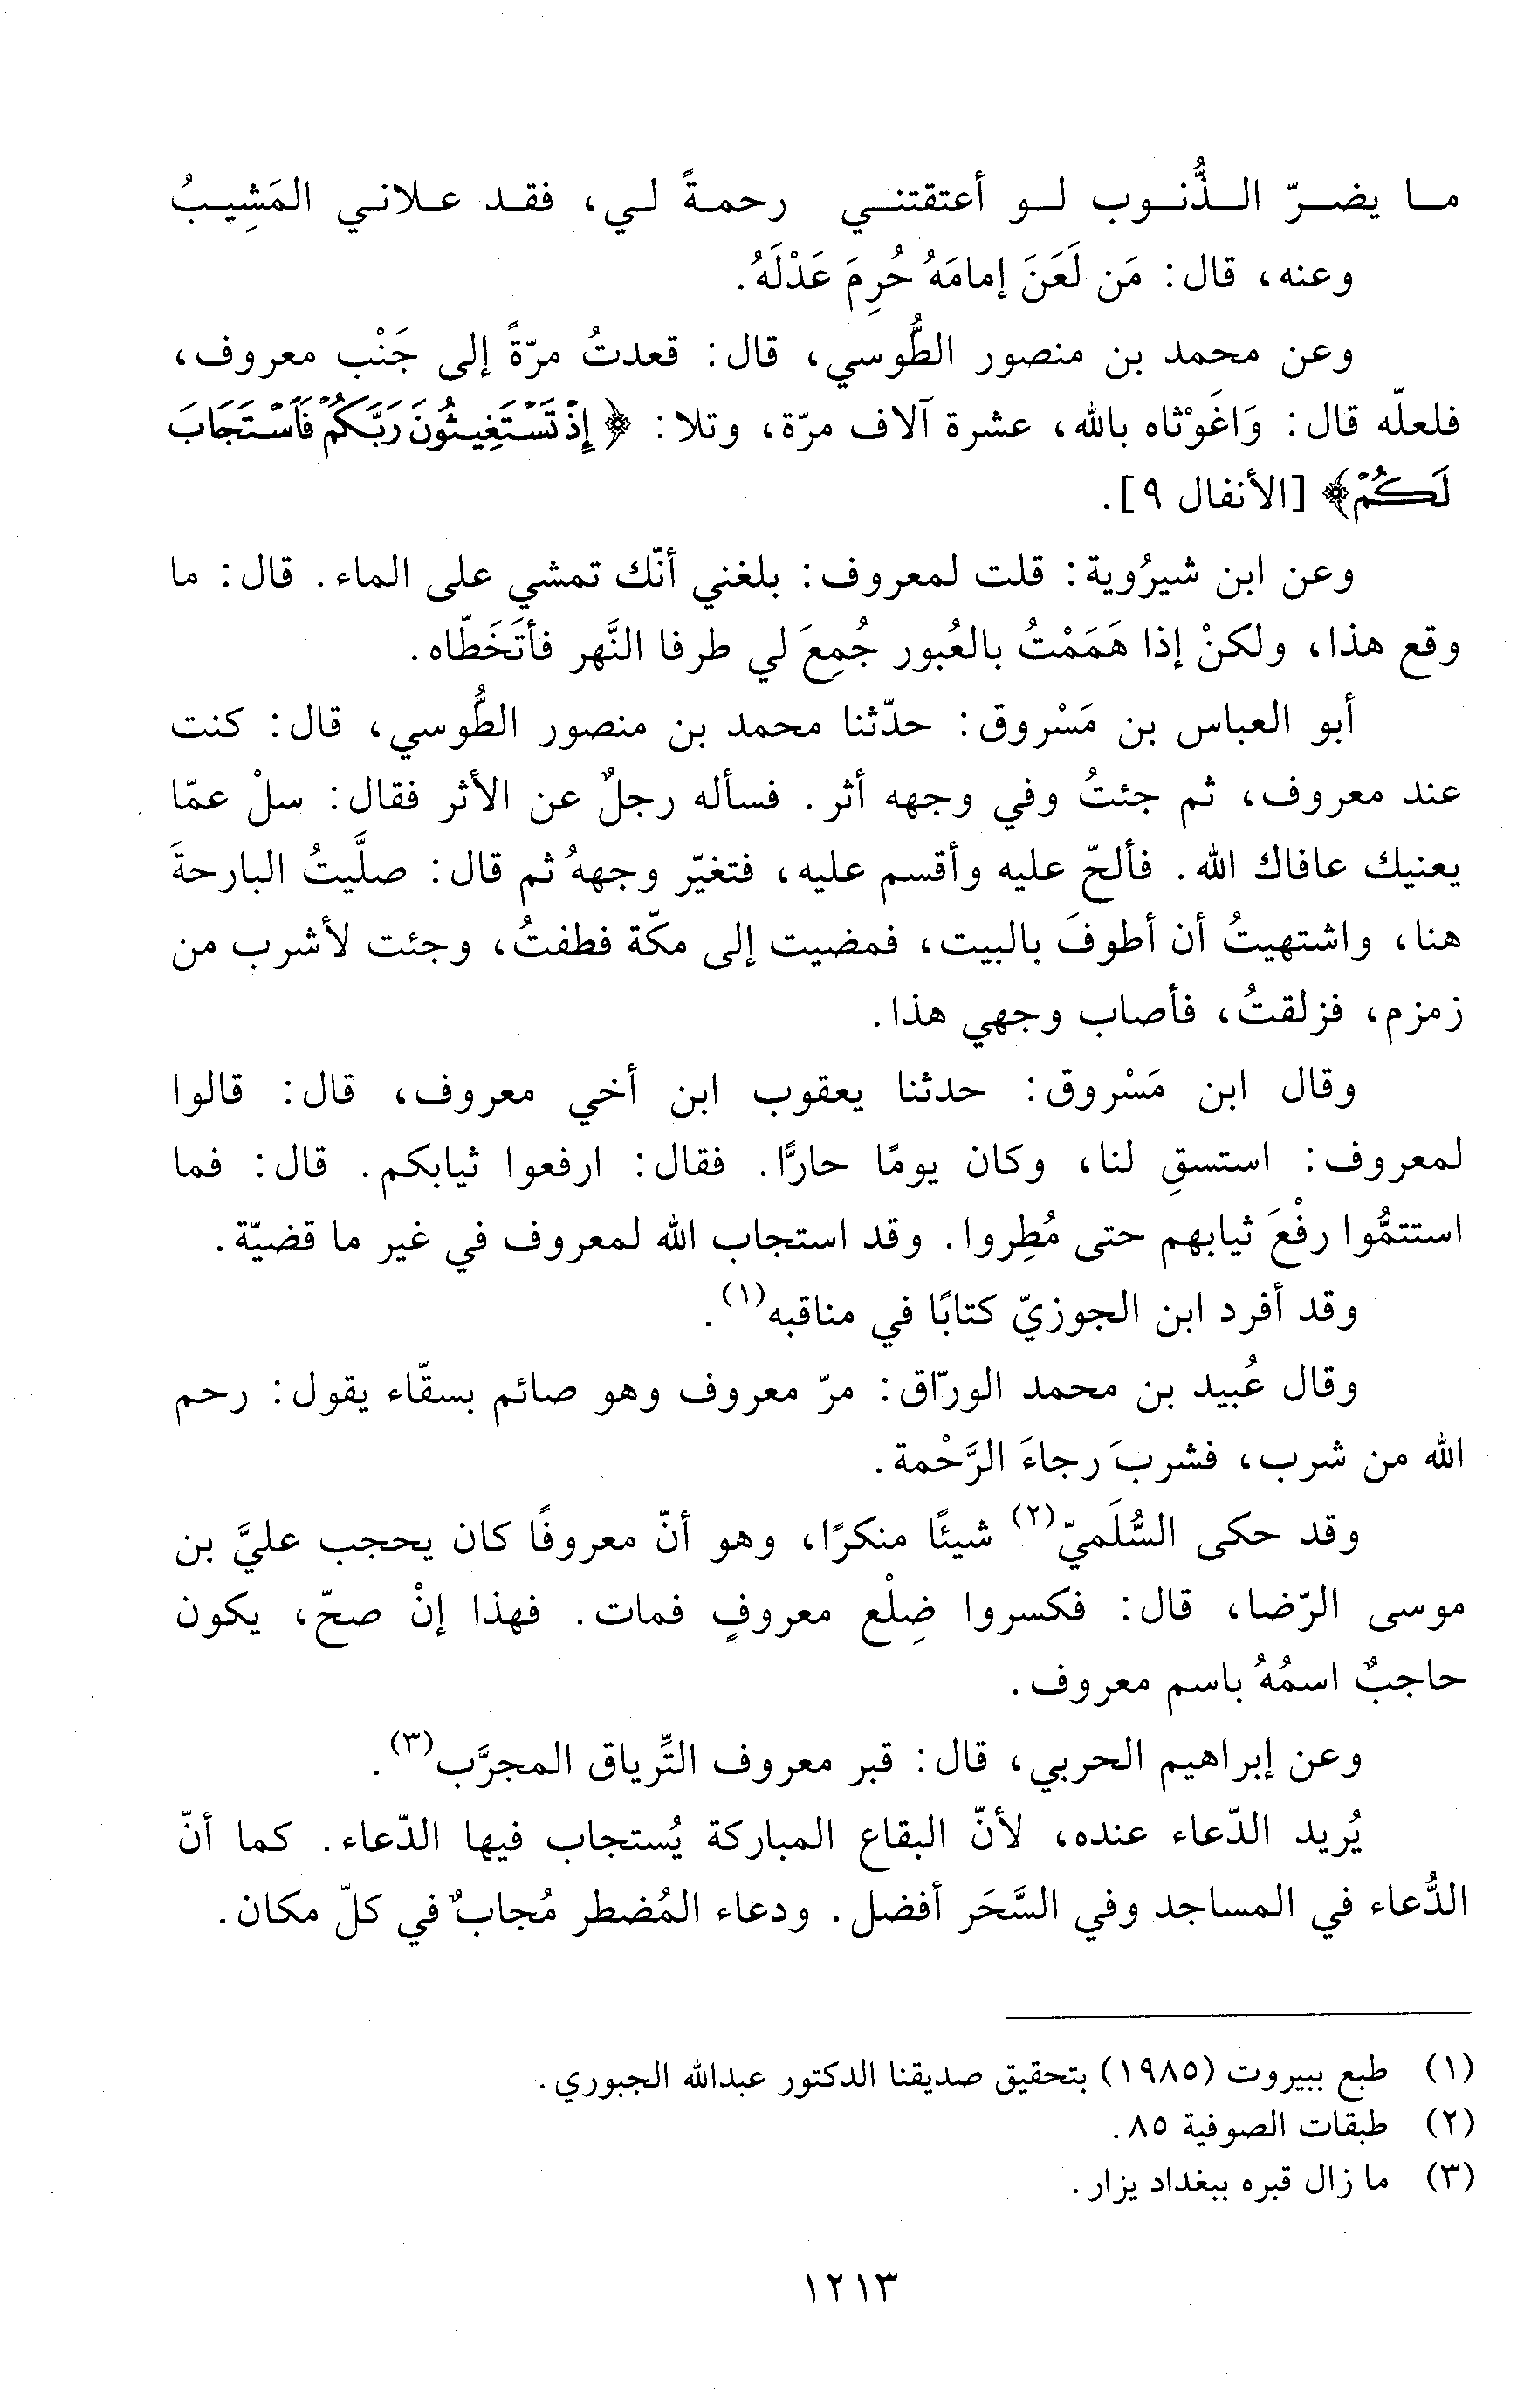 ما يضرّ الذُّنوب لو أعتقتني رحمةً لي، فقد علاني المَشِيبُ
وعنه، قال: مَن لَعَنَ إمامَهُ حُرِمَ عَدْلَهُ.
وعن محمد بن منصور الطُّوسي، قال: قعدتُ مرّةً إلى جَنْب معروف،
فلعلّه قال: وَاغَوْثاه بالله، عشرة آلاف مرّة، وتلا: ﴿إِذْ تَسْتَغِيثُونَ رَبَّكُمْ فَاسْتَجَابَ
لَكُمْ﴾ [الأنفال ٩].
وعن ابن شيرُوية: قلت لمعروف: بلغني أنّك تمشي على الماء. قال: ما
وقع هذا، ولكنْ إذا هَمَمْتُ بالعُبور جُمِعَ لي طرفا النَّهر فأتَخَطّاه.
أبو العباس بن مَسْروق: حدّثنا محمد بن منصور الطُّوسي، قال: كنت
عند معروف، ثم جئتُ وفي وجهه أثر. فسأله رجلٌ عن الأثر فقال: سلْ عمّا
يعنيك عافاك الله. فألحّ عليه وأقسم عليه، فتغيّر وجههُ ثم قال: صلَّيتُ البارحةَ
هنا، واشتهيتُ أن أطوفَ بالبيت، فمضيت إلى مكّة فطفتُ، وجئت لأشرب من
زمزم، فزلقتُ، فأصاب وجهي هذا.
وقال ابن مَسْروق: حدثنا يعقوب ابن أخي معروف، قال: قالوا
لمعروف: استسقِ لنا، وكان يومًا حارًّا. فقال: ارفعوا ثيابكم. قال: فما
استتمُّوا رفْعَ ثيابهم حتى مُطِروا. وقد استجاب الله لمعروف في غير ما قضيّة.
وقد أفرد ابن الجوزيّ كتابًا في مناقبه(١).
وقال عُبيد بن محمد الورّاق: مرّ معروف وهو صائم بسقّاء يقول: رحم
الله من شرب، فشربَ رجاءَ الرَّحْمة.
وقد حكى السُّلَميّ(٢) شيئًا منكرًا، وهو أنّ معروفًا كان يحجب عليَّ بن
موسى الرّضا، قال: فكسروا ضِلْع معروفٍ فمات. فهذا إنْ صحّ، يكون
حاجبٌ اسمُهُ باسم معروف.
وعن إبراهيم الحربي، قال: قبر معروف التِّرياق المجرَّب(٣).
يُريد الدّعاء عنده، لأنّ البقاع المباركة يُستجاب فيها الدّعاء. كما أنّ
الدُّعاء في المساجد وفي السَّحَر أفضل. ودعاء المُضطر مُجابٌ في كلّ مكان.
(١) طبع ببيروت (١٩٨٥) بتحقيق صديقنا الدكتور عبدالله الجبوري.
(٢) طبقات الصوفية ٨٥.
(٣) ما زال قبره ببغداد يزار.
١٢١٣